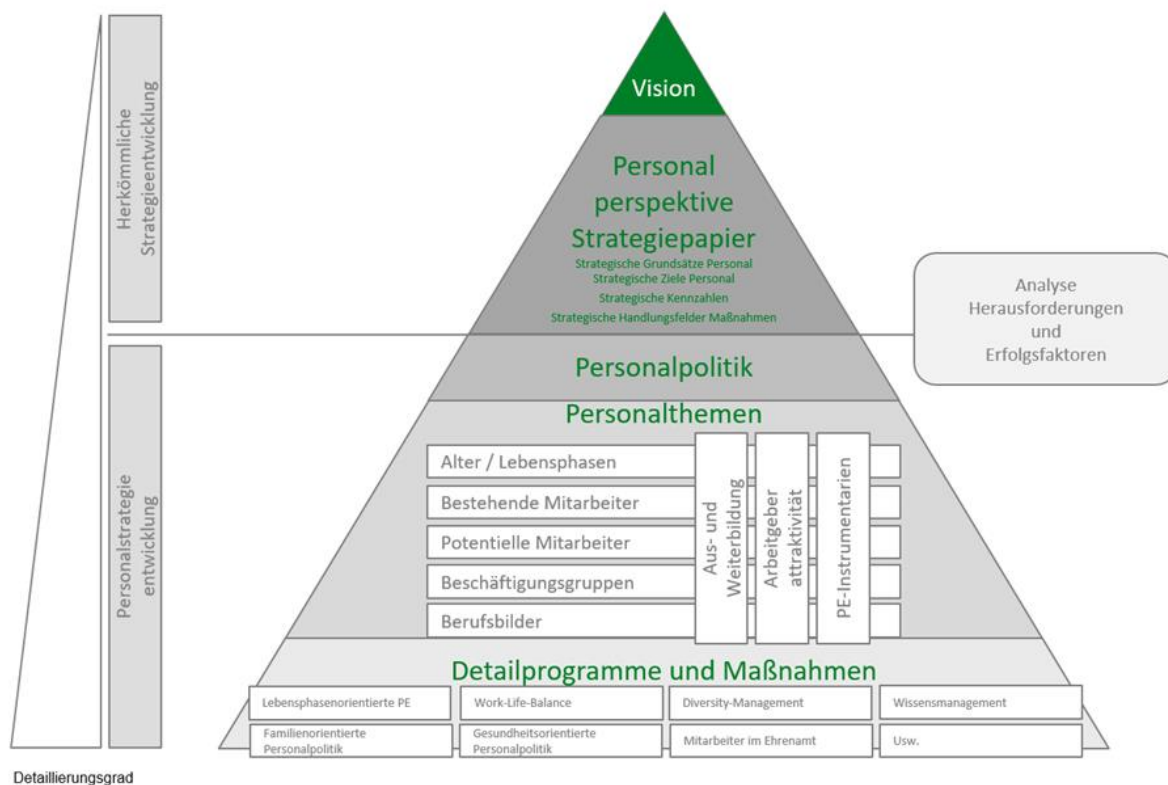 Herkömmliche
Strategieentwicklung
Vision
Personal
perspektive
Strategiepapier
Strategische Grundsätze Personal
Strategische Ziele Personal
Strategische Kennzahlen
Strategische Handlungsfelder Maßnahmen
Analyse
Herausforderungen
und
Erfolgsfaktoren
Personalstrategie
entwicklung
Personalpolitik
Personalthemen
Alter / Lebensphasen
Bestehende Mitarbeiter
Potentielle Mitarbeiter
Beschäftigungsgruppen
Berufsbilder
Aus- und
Weiterbildung
Arbeitgeber
attraktivität
PE-Instrumentarien
Detailprogramme und Maßnahmen
Lebensphasenorientierte PE
Work-Life-Balance
Diversity-Management
Wissensmanagement
Familienorientierte
Personalpolitik
Gesundheitsorientierte
Personalpolitik
Mitarbeiter im Ehrenamt
Usw.
Detaillierungsgrad